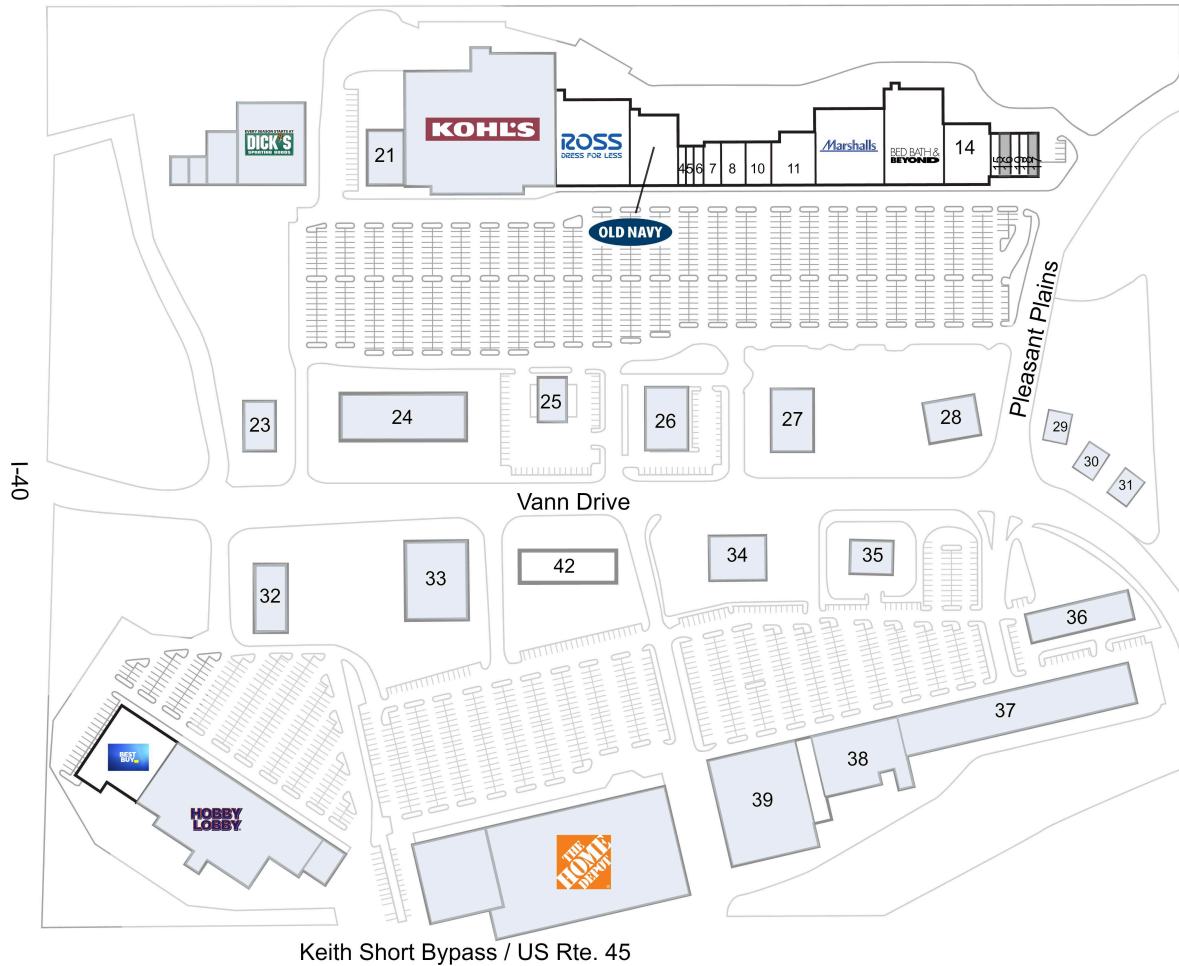 EVERY SEASON STARTS AT
DICK'S
SPORTING GOODS
21
KOHL'S
ROSS
DRESS FOR LESS
OLD NAVY
4
5
6
7
8
10
11
Marshalls
BED BATH &
BEYOND
14
Pleasant Plains
23
24
25
26
27
28
29
30
31
I-40
Vann Drive
32
33
42
34
35
36
37
38
39
BEST
BUY
HOBBY
LOBBY
THE
HOME
DEPOT
Keith Short Bypass / US Rte. 45